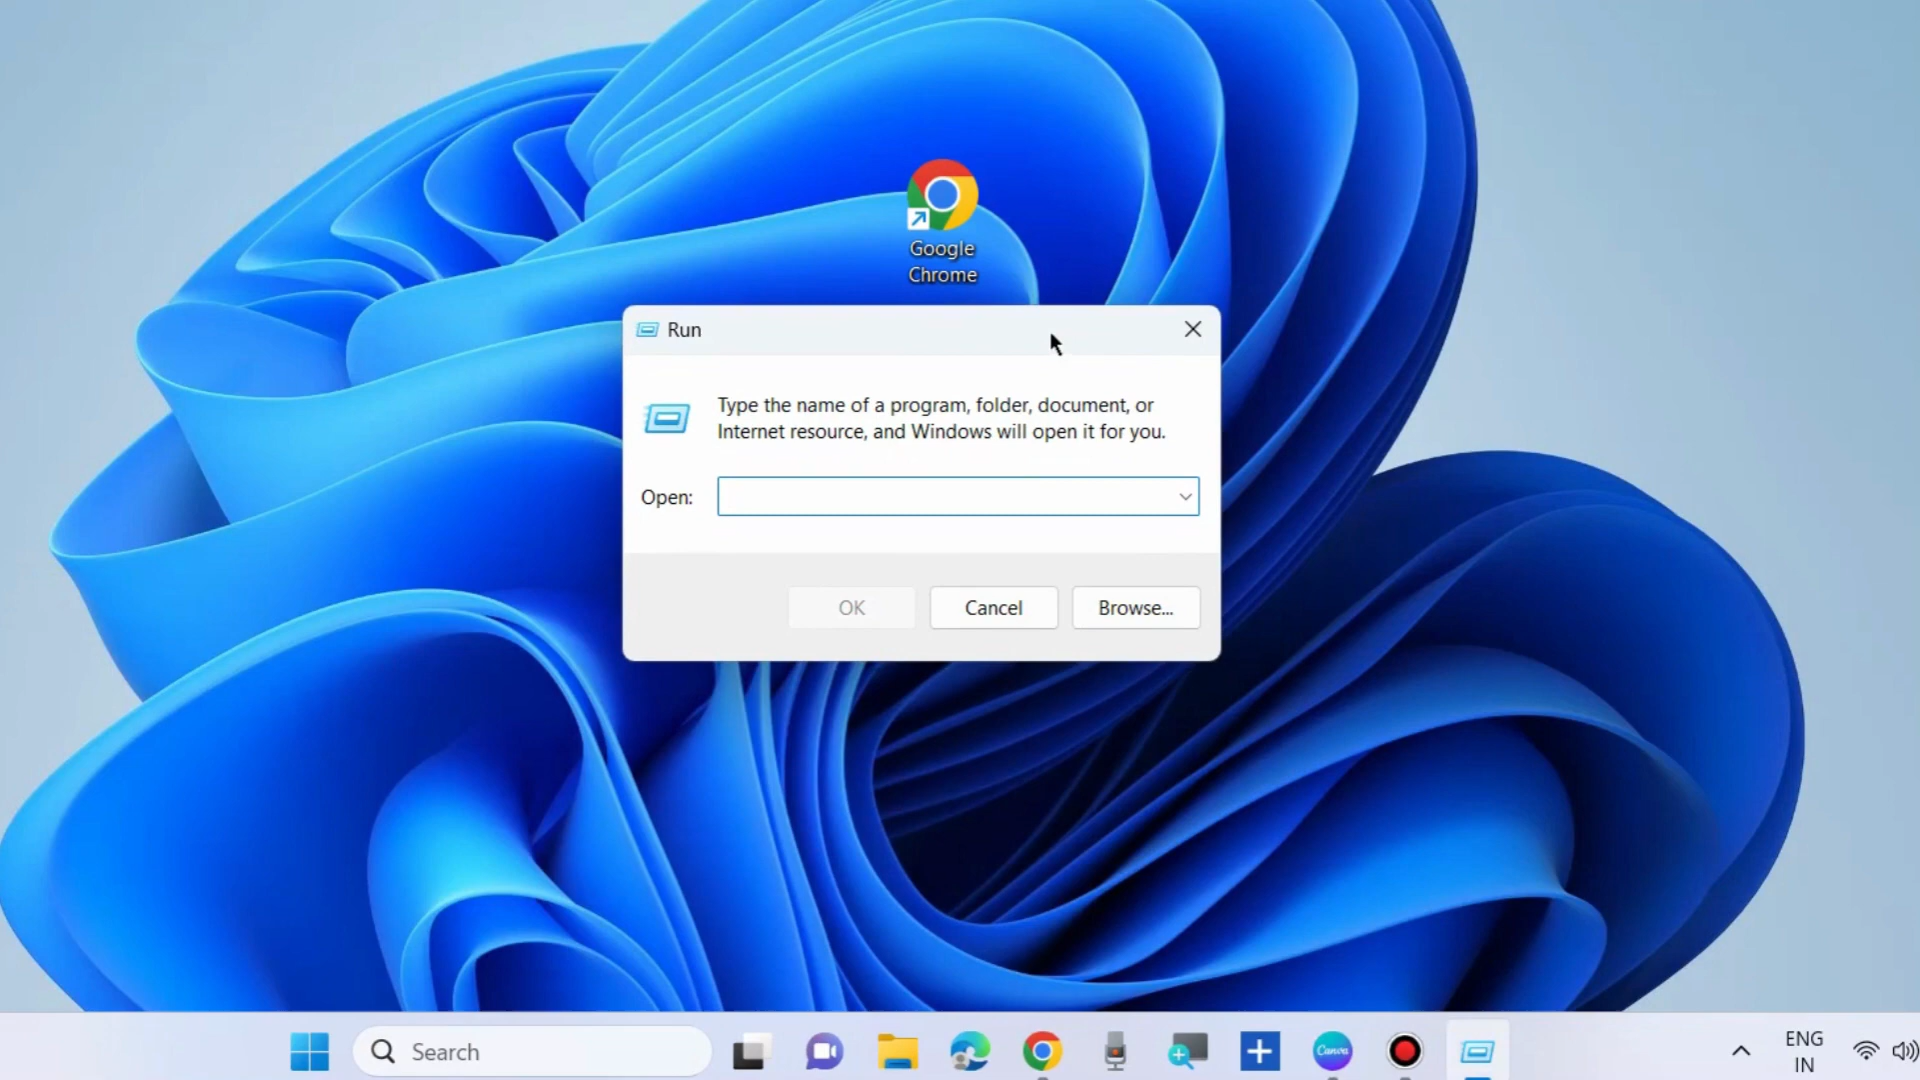 Google
Chrome
Run
Type the name of a program, folder, document, or
Internet resource, and Windows will open it for you.
Open:
OK
Cancel
Browse...
Search
Canva
ENG
IN